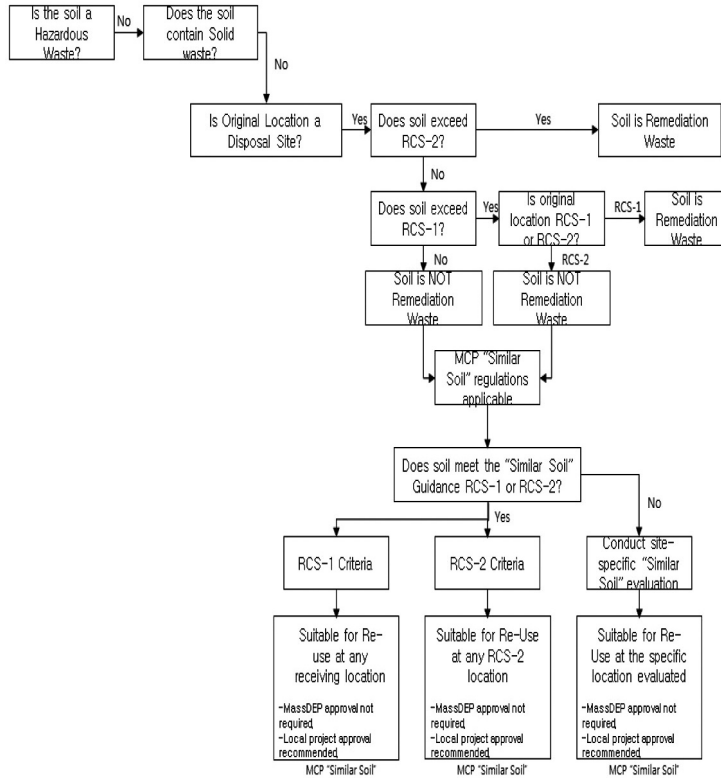 Is the soil a
Hazardous
Waste?
No
Does the soil
contain Solid
waste?
No
Is Original Location a
Disposal Site?
Yes
Does soil exceed
RCS-2?
Yes
Soil is Remediation
Waste
No
Does soil exceed
RCS-1?
Yes
Is original
location RCS-1
or RCS-2?
RCS-1
Soil is
Remediation
Waste
No
RCS-2
Soil is NOT
Remediation
Waste
Soil is NOT
Remediation
Waste
MCP "Similar
Soil" regulations
applicable
Does soil meet the "Similar Soil"
Guidance RCS-1 or RCS-2?
Yes
No
RCS-1 Criteria
RCS-2 Criteria
Conduct site-
specific "Similar
Soil" evaluation
Suitable for Re-
use at any
receiving location
-MassDEP approval not
required,
-Local project approval
recommended,
MCP "Similar Soil"
Suitable for Re-Use
at any RCS-2
location
-MassDEP approval not
required,
-Local project approval
recommended,
MCP "Similar Soil"
Suitable for Re-
Use at the specific
location evaluated
-MassDEP approval not
required,
-Local project approval
recommended,
MCP "Similar Soil"